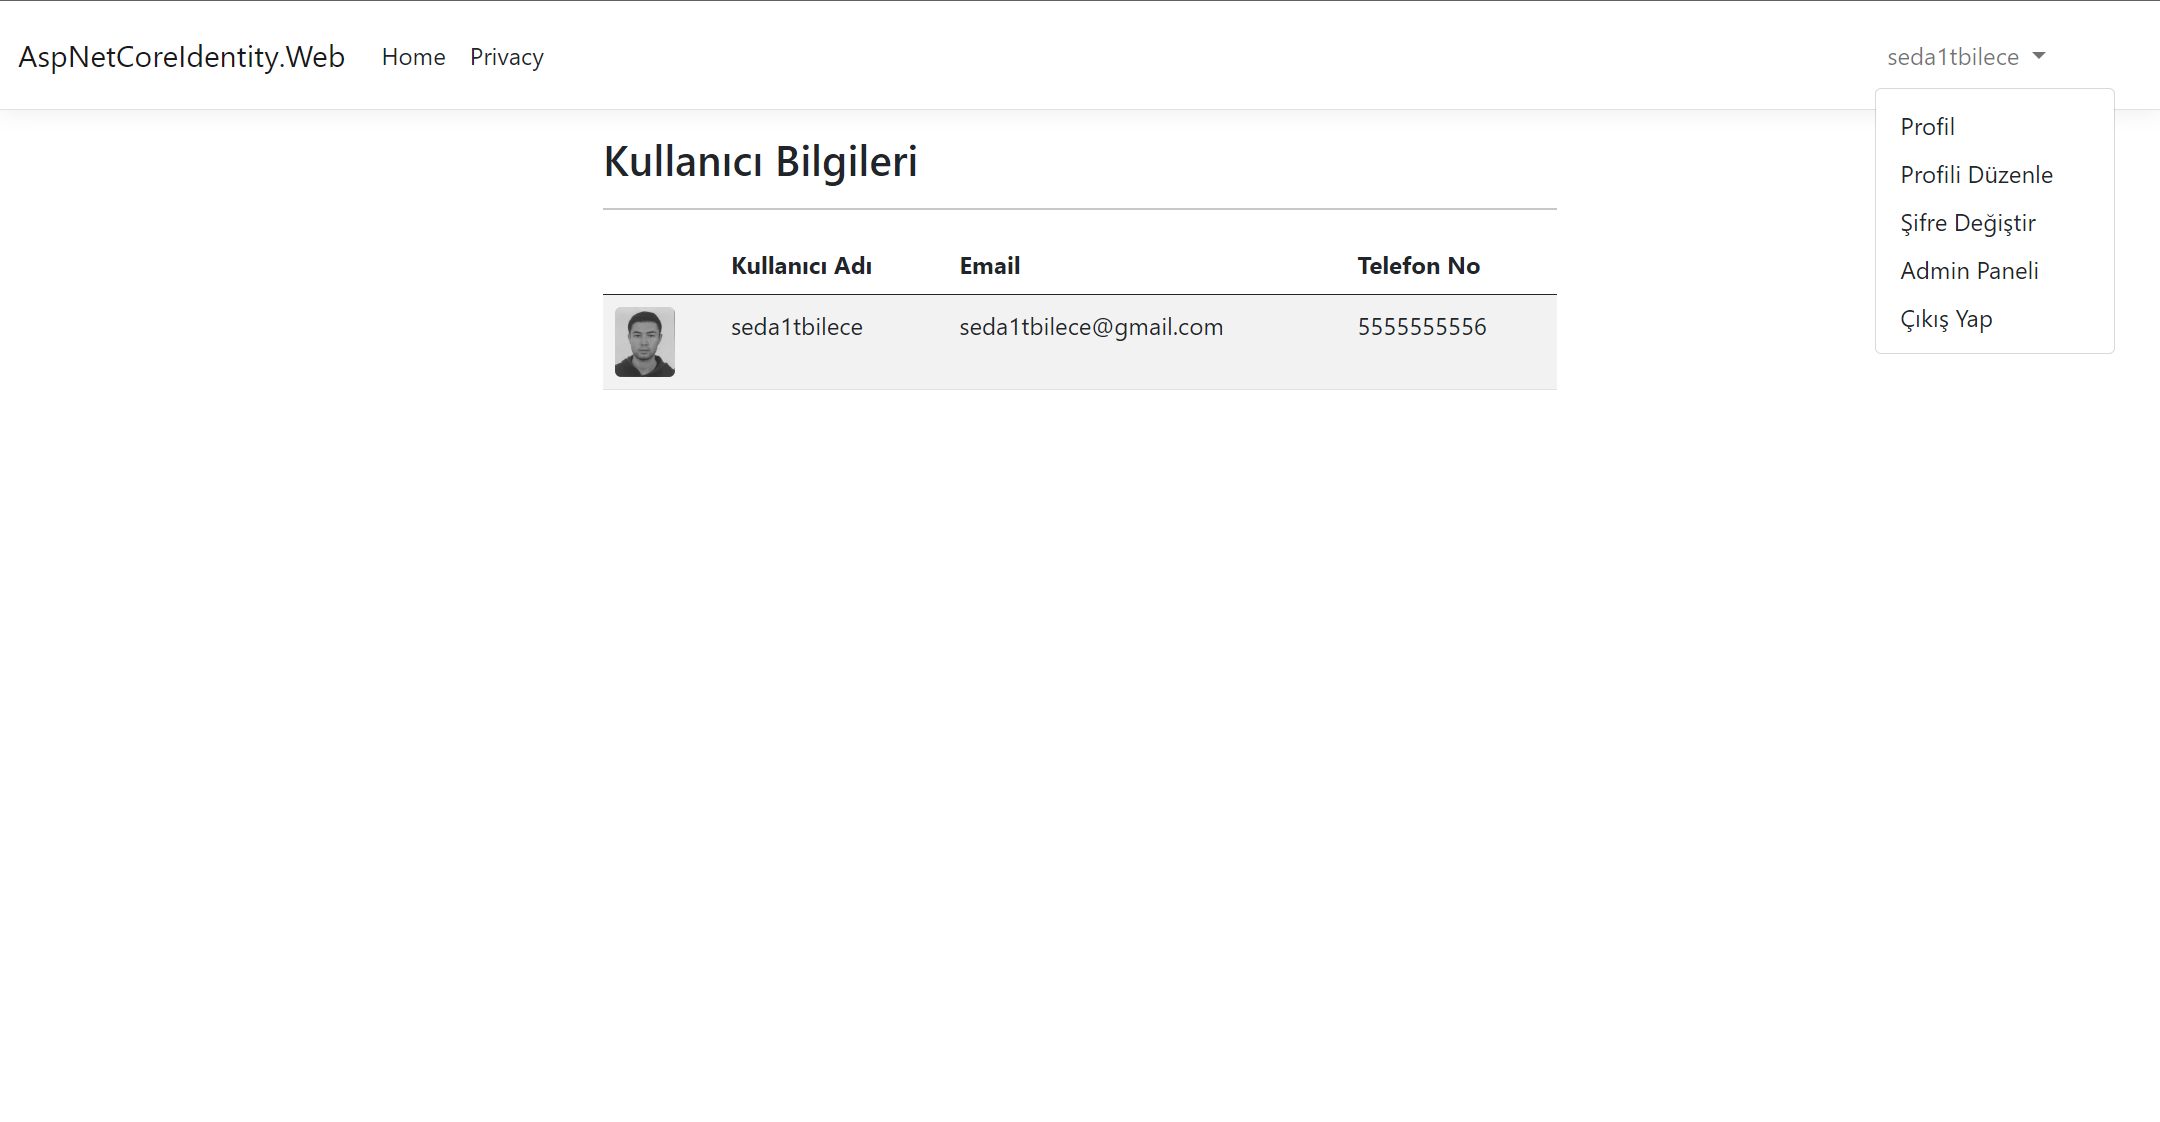 AspNetCoreIdentity.Web Home Privacy seda1tbilece
Profil
Profili Düzenle
Şifre Değiştir
Admin Paneli
Çıkış Yap
Kullanıcı Bilgileri
Kullanıcı Adı Email Telefon No
seda1tbilece seda1tbilece@gmail.com 5555555556